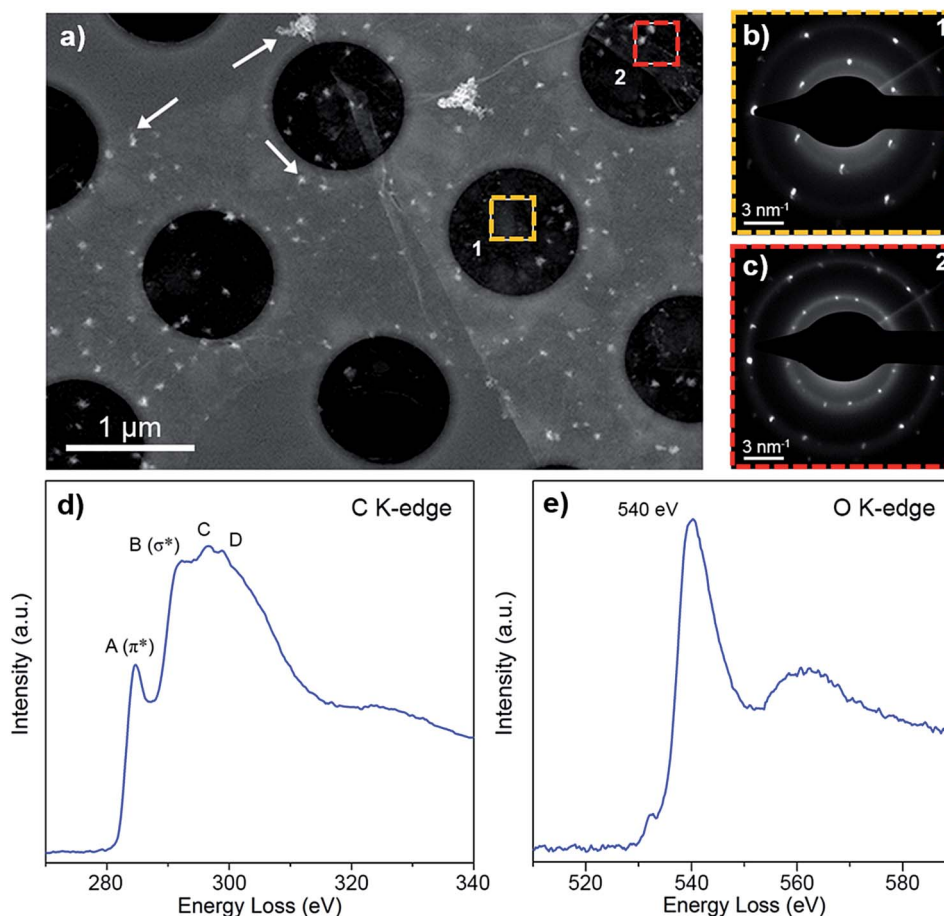 a)
2
1
1 μm
b)
1
3 nm⁻¹
c)
2
3 nm⁻¹
d)
C K-edge
C
B (σ*)
D
A (π*)
Intensity (a.u.)
280
300
320
340
Energy Loss (eV)
e)
540 eV
O K-edge
Intensity (a.u.)
520
540
560
580
Energy Loss (eV)